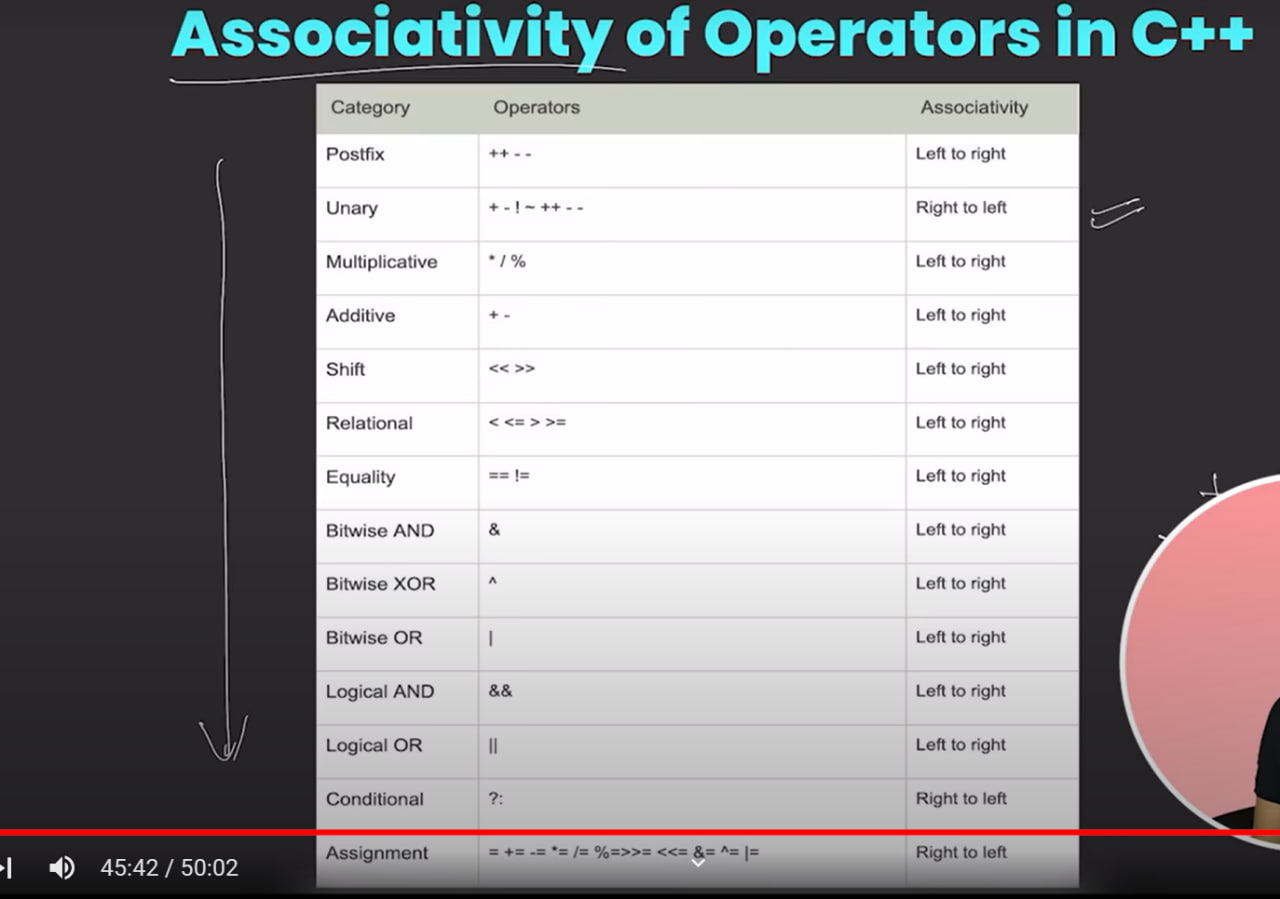 Associativity of Operators in C++
Category Operators Associativity
Postfix ++ - - Left to right
Unary + - ! ~ ++ - - Right to left
Multiplicative * / % Left to right
Additive + - Left to right
Shift << >> Left to right
Relational < <= > >= Left to right
Equality == != Left to right
Bitwise AND & Left to right
Bitwise XOR ^ Left to right
Bitwise OR | Left to right
Logical AND && Left to right
Logical OR || Left to right
Conditional ?: Right to left
Assignment = += -= *= /= %=>>= <<= &= ^= |= Right to left
45:42 / 50:02